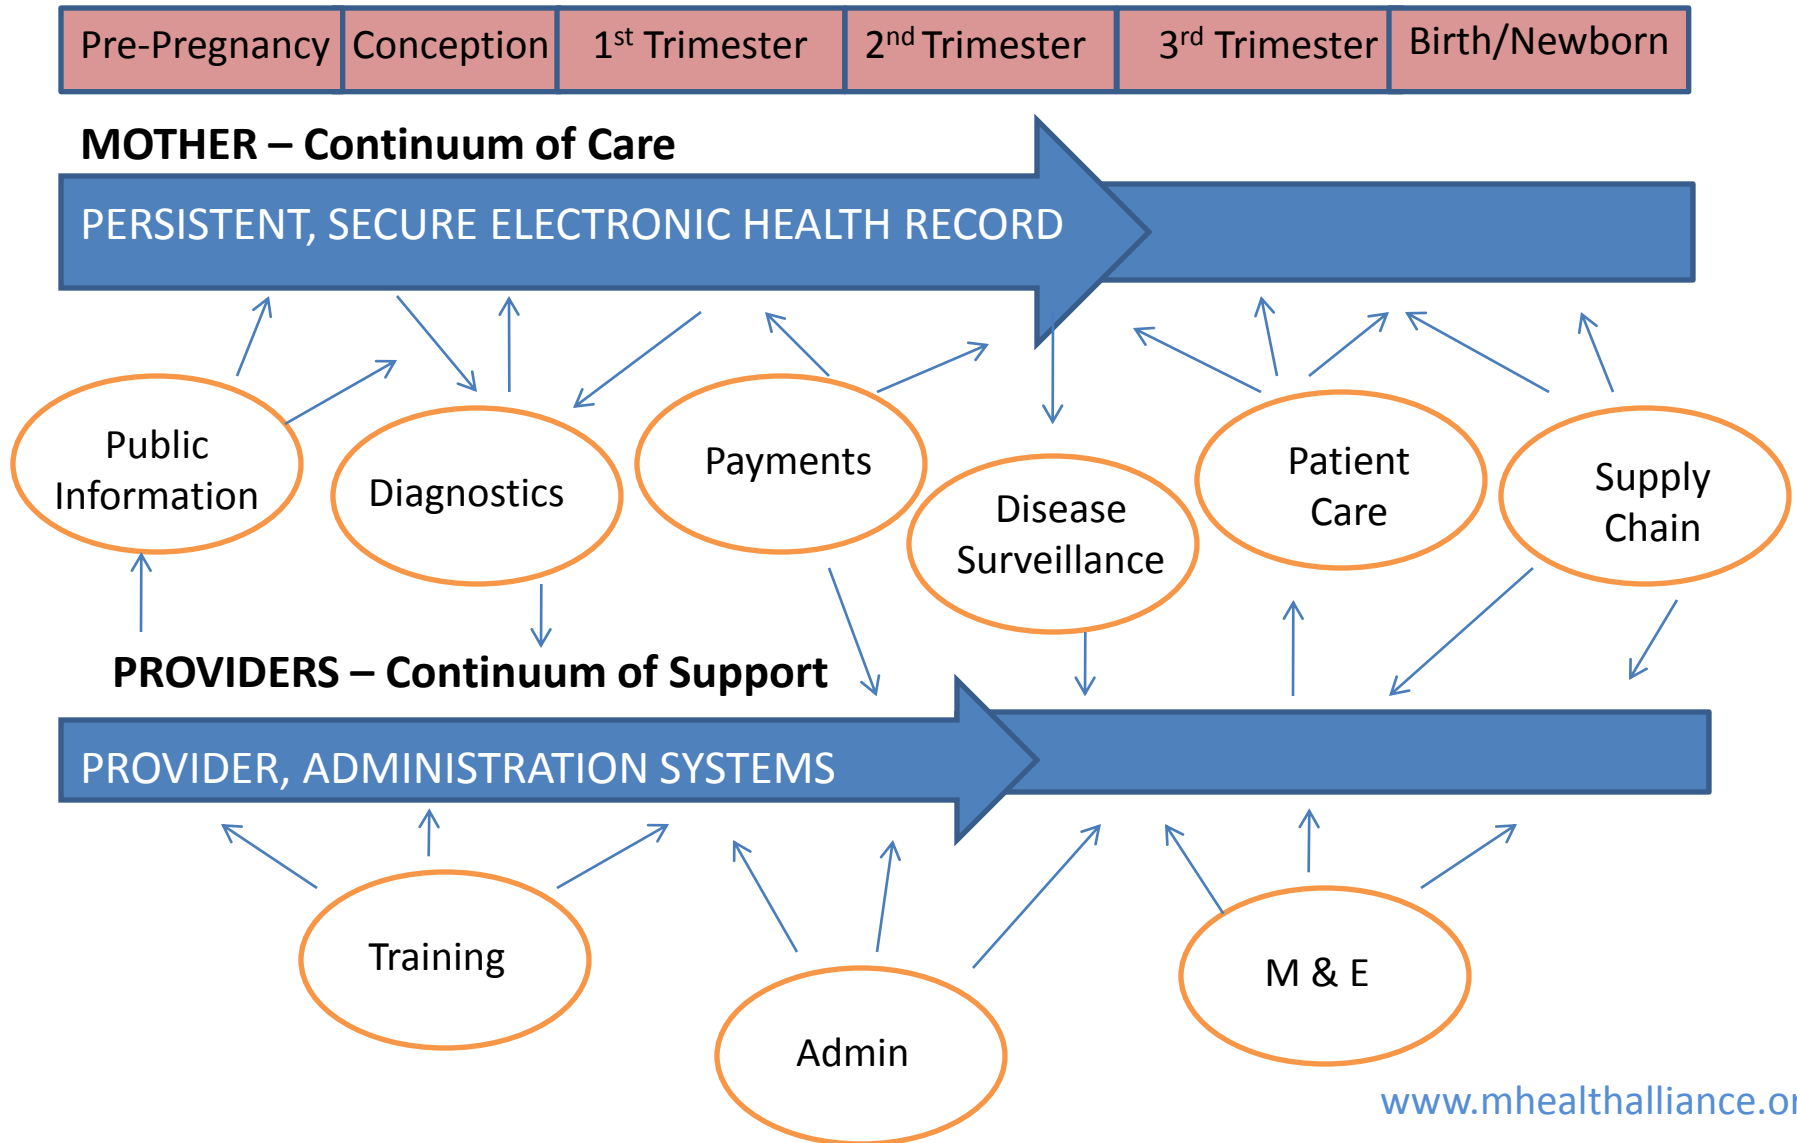 Pre-Pregnancy Conception 1st Trimester 2nd Trimester 3rd Trimester Birth/Newborn
MOTHER – Continuum of Care
PERSISTENT, SECURE ELECTRONIC HEALTH RECORD
Public
Information
Diagnostics
Payments
Disease
Surveillance
Patient
Care
Supply
Chain
PROVIDERS – Continuum of Support
PROVIDER, ADMINISTRATION SYSTEMS
Training
Admin
M & E
www.mhealthalliance.or